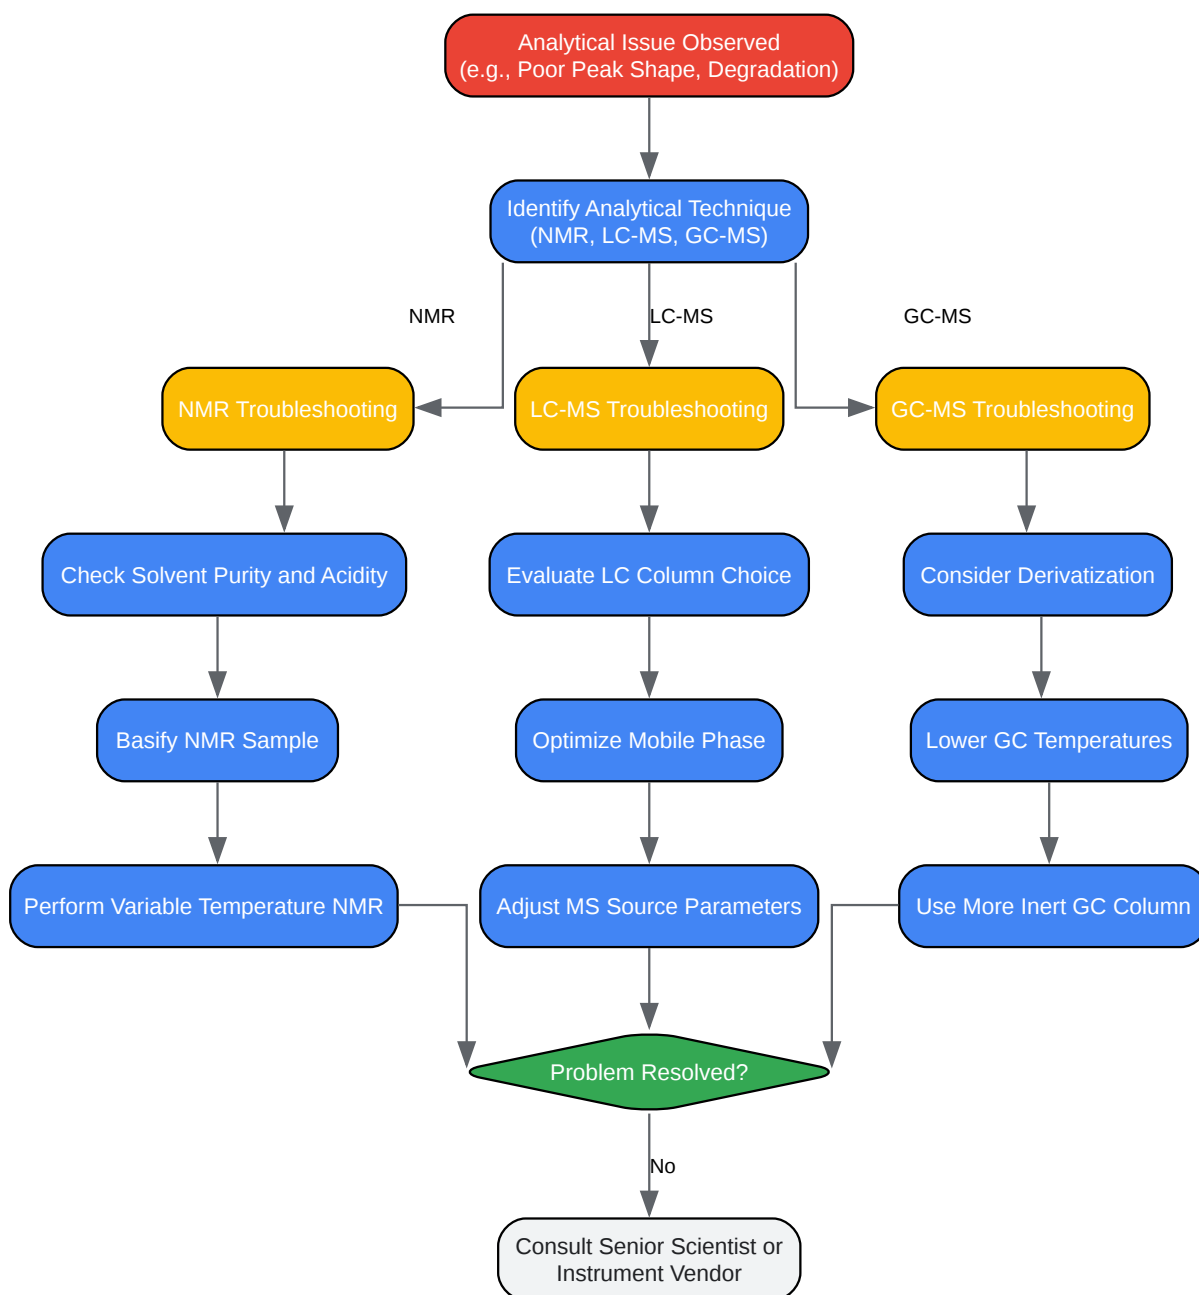 Analytical Issue Observed
(e.g., Poor Peak Shape, Degradation)
Identify Analytical Technique
(NMR, LC-MS, GC-MS)
NMR
LC-MS
GC-MS
NMR Troubleshooting
LC-MS Troubleshooting
GC-MS Troubleshooting
Check Solvent Purity and Acidity
Evaluate LC Column Choice
Consider Derivatization
Basify NMR Sample
Optimize Mobile Phase
Lower GC Temperatures
Perform Variable Temperature NMR
Adjust MS Source Parameters
Use More Inert GC Column
Problem Resolved?
No
Consult Senior Scientist or
Instrument Vendor